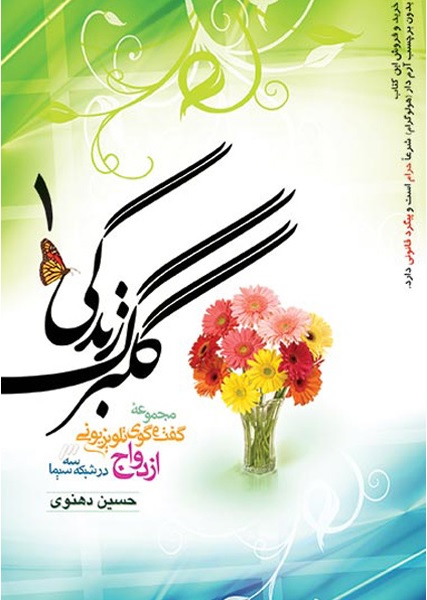 خرید و فروش این کتاب
بدون برچسب آرم دار (هولوگرام) شرعاً حرام است و پیگرد قانونی دارد.
گلبرگ زندگی ۱
مجموعهٔ
گفت‌و‌گوی تلویزیونی
ازدواج در شبکه سه سیما
حسین دهنوی